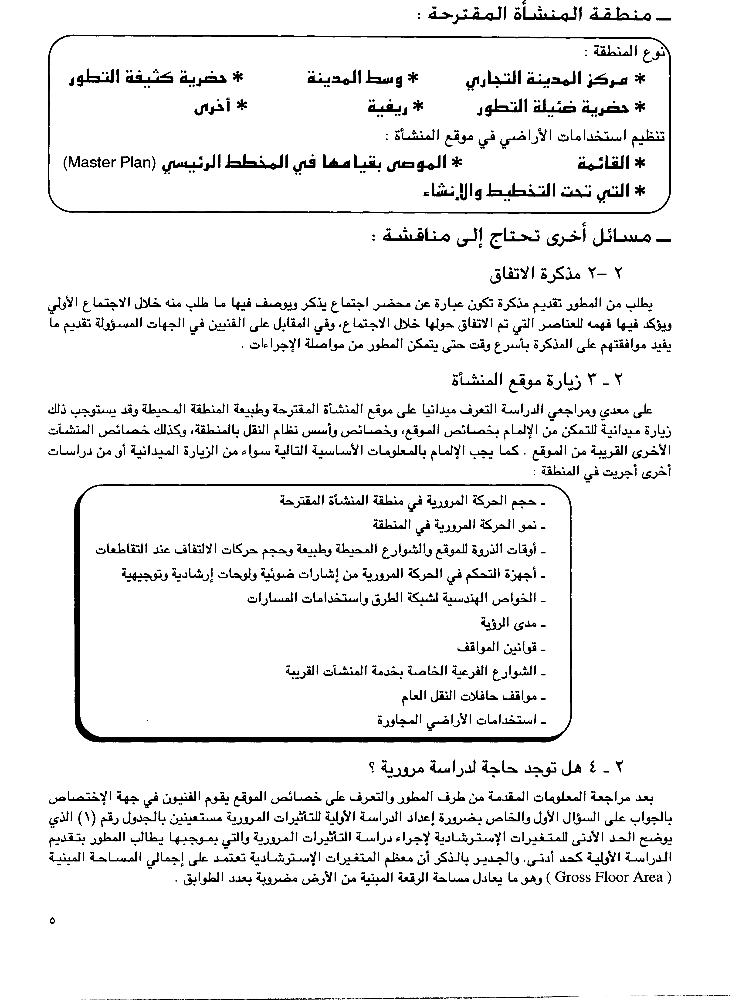 ـ منطقة المنشأة المقترحة :
نوع المنطقة :
* مركز المدينة التجاري * وسط المدينة * حضرية كثيفة التطور
* حضرية ضئيلة التطور * ريفية * أخرى
تنظيم استخدامات الأراضي في موقع المنشأة :
* القائمة * الموصى بقيامها في المخطط الرئيسي (Master Plan)
* التي تحت التخطيط والإنشاء
ـ مسائل أخرى تحتاج إلى مناقشة :
٢ –٢ مذكرة الاتفاق
يطلب من المطور تقديم مذكرة تكون عبارة عن محضر اجتماع يذكر ويوصف فيها ما طلب منه خلال الاجتماع الأولي
ويؤكد فيها فهمه للعناصر التي تم الاتفاق حولها خلال الاجتماع، وفي المقابل على الفنيين في الجهات المسؤولة تقديم ما
يفيد موافقتهم على المذكرة بأسرع وقت حتى يتمكن المطور من مواصلة الإجراءات .
٢ ـ ٣ زيارة موقع المنشأة
على معدي ومراجعي الدراسة التعرف ميدانيا على موقع المنشأة المقترحة وطبيعة المنطقة المحيطة وقد يستوجب ذلك
زيارة ميدانية للتمكن من الإلمام بخصائص الموقع، وخصائص وأسس نظام النقل بالمنطقة، وكذلك خصائص المنشآت
الأخرى القريبة من الموقع . كما يجب الإلمام بالمعلومات الأساسية التالية سواء من الزيارة الميدانية أو من دراسات
أخرى أجريت في المنطقة :
ـ حجم الحركة المرورية في منطقة المنشأة المقترحة
ـ نمو الحركة المرورية في المنطقة
ـ أوقات الذروة للموقع والشوارع المحيطة وطبيعة وحجم حركات الالتفاف عند التقاطعات
ـ أجهزة التحكم في الحركة المرورية من إشارات ضوئية ولوحات إرشادية وتوجيهية
ـ الخواص الهندسية لشبكة الطرق واستخدامات المسارات
ـ مدى الرؤية
ـ قوانين المواقف
ـ الشوارع الفرعية الخاصة بخدمة المنشآت القريبة
ـ مواقف حافلات النقل العام
ـ استخدامات الأراضي المجاورة
٢ ـ ٤ هل توجد حاجة لدراسة مرورية ؟
بعد مراجعة المعلومات المقدمة من طرف المطور والتعرف على خصائص الموقع يقوم الفنيون في جهة الإختصاص
بالجواب على السؤال الأول والخاص بضرورة إعداد الدراسة الأولية للتأثيرات المرورية مستعينين بالجدول رقم (١) الذي
يوضح الحد الأدنى للمتغيرات الإسترشادية لإجراء دراسة التأثيرات المرورية والتي بموجبها يطالب المطور بتقديم
الدراسة الأولية كحد أدنى. والجدير بالذكر أن معظم المتغيرات الإسترشادية تعتمد على إجمالي المساحة المبنية
( Gross Floor Area ) وهو ما يعادل مساحة الرقعة المبنية من الأرض مضروبة بعدد الطوابق .
٥